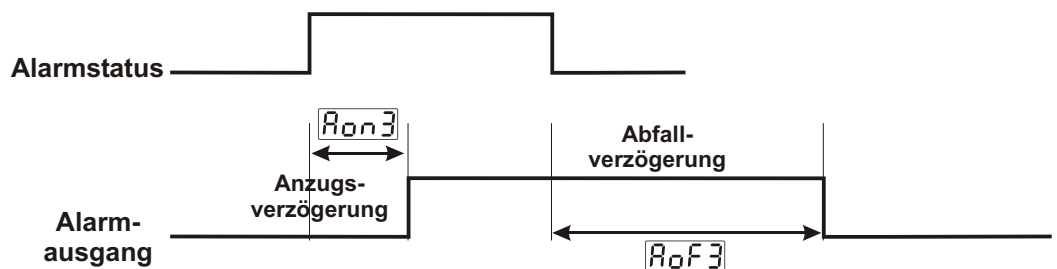 Alarmstatus
Aon3
Anzugs-
verzögerung
Abfall-
verzögerung
Alarm-
ausgang
AoF3